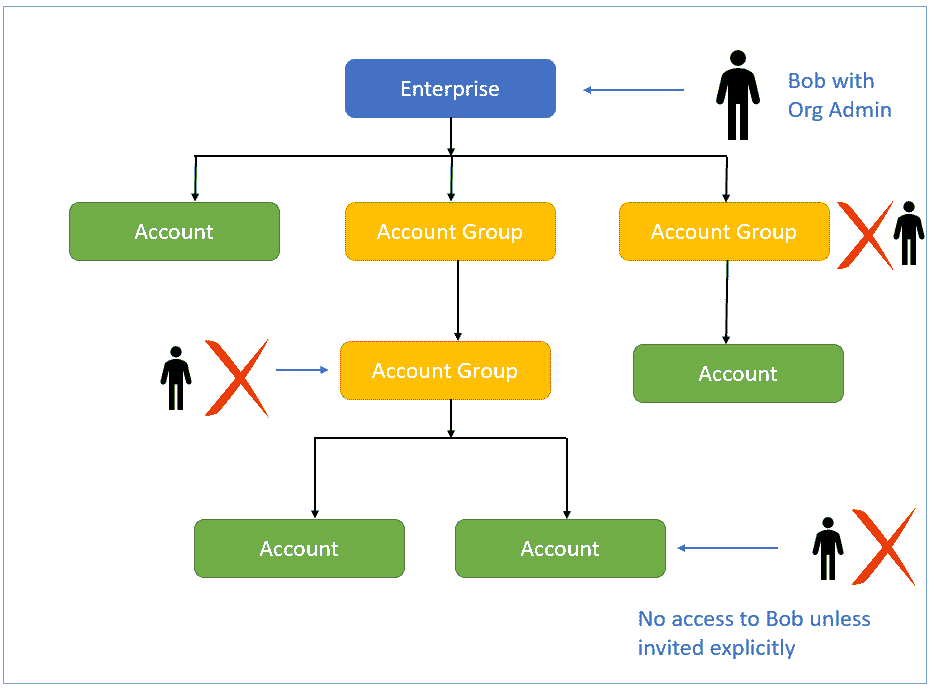 Enterprise
Bob with
Org Admin
Account
Account Group
Account Group
Account Group
Account
Account
Account
No access to Bob unless
invited explicitly